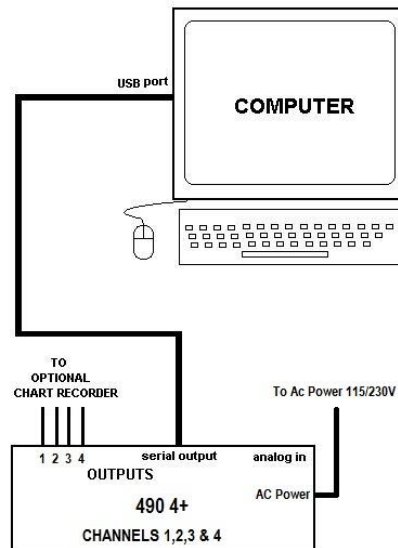 USB port
COMPUTER
TO
OPTIONAL
CHART RECORDER
To Ac Power 115/230V
1 2 3 4
serial output
analog in
OUTPUTS
AC Power
490 4+
CHANNELS 1,2,3 & 4